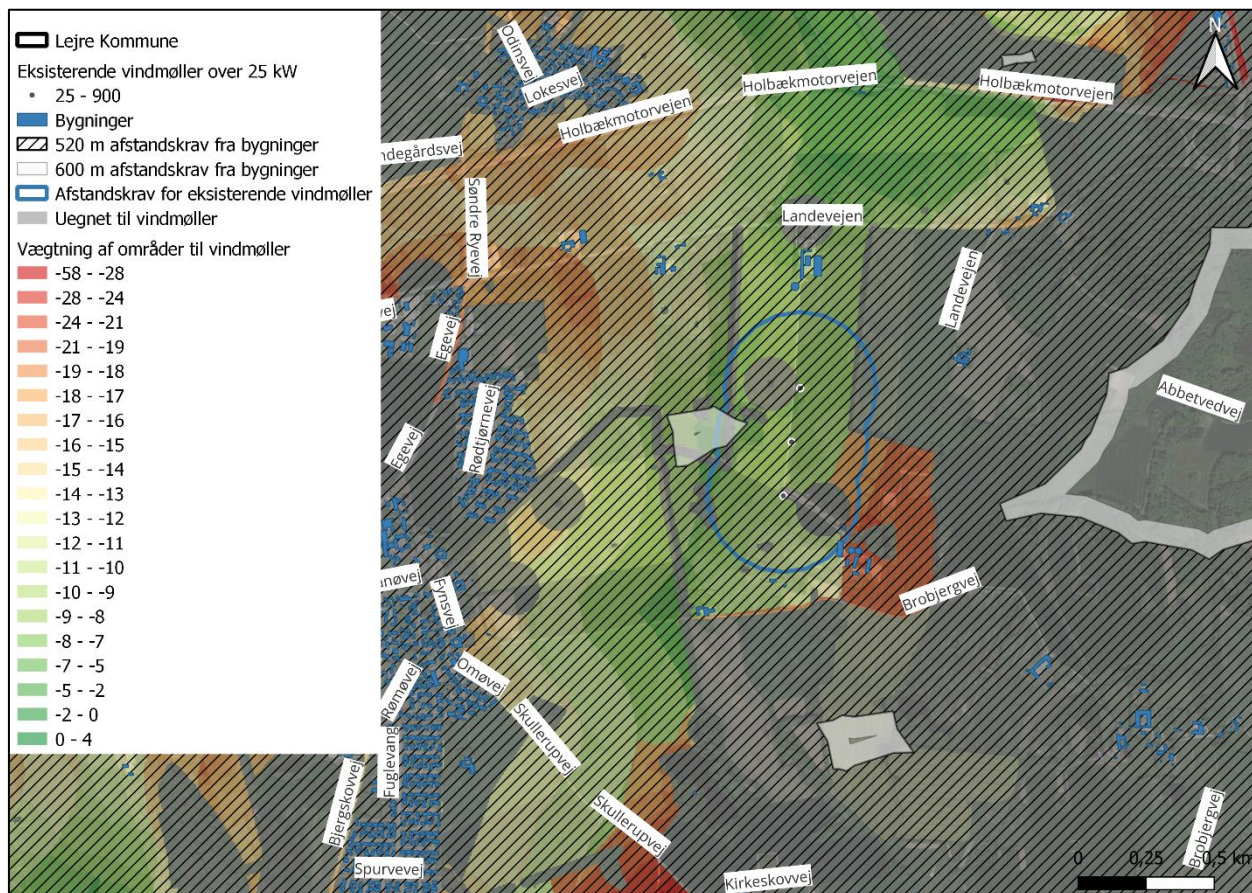 Lejre Kommune
Eksisterende vindmøller over 25 kW
25 - 900
Bygninger
520 m afstandskrav fra bygninger
600 m afstandskrav fra bygninger
Afstandskrav for eksisterende vindmøller
Uegnet til vindmøller
Vægtning af områder til vindmøller
-58 - -28
-28 - -24
-24 - -21
-21 - -19
-19 - -18
-18 - -17
-17 - -16
-16 - -15
-15 - -14
-14 - -13
-13 - -12
-12 - -11
-11 - -10
-10 - -9
-9 - -8
-8 - -7
-7 - -5
-5 - -2
-2 - 0
0 - 4
N
Odinsvej
Lokesvej
Holbækmotorvejen
Holbækmotorvejen
Holbækmotorvejen
ndegårdsvej
Søndre Ryevej
Landevejen
Landevejen
Egevej
Abbetvedvej
Rødtjørnevej
Egevej
Fynsvej
Brobjergvej
Omøvej
Rømøvej
Skullerupvej
Fuglevang
Bjergskovvej
Skullerupvej
Spurvevej
Kirkeskovvej
Brobjergvej
0 0,25 0,5 km